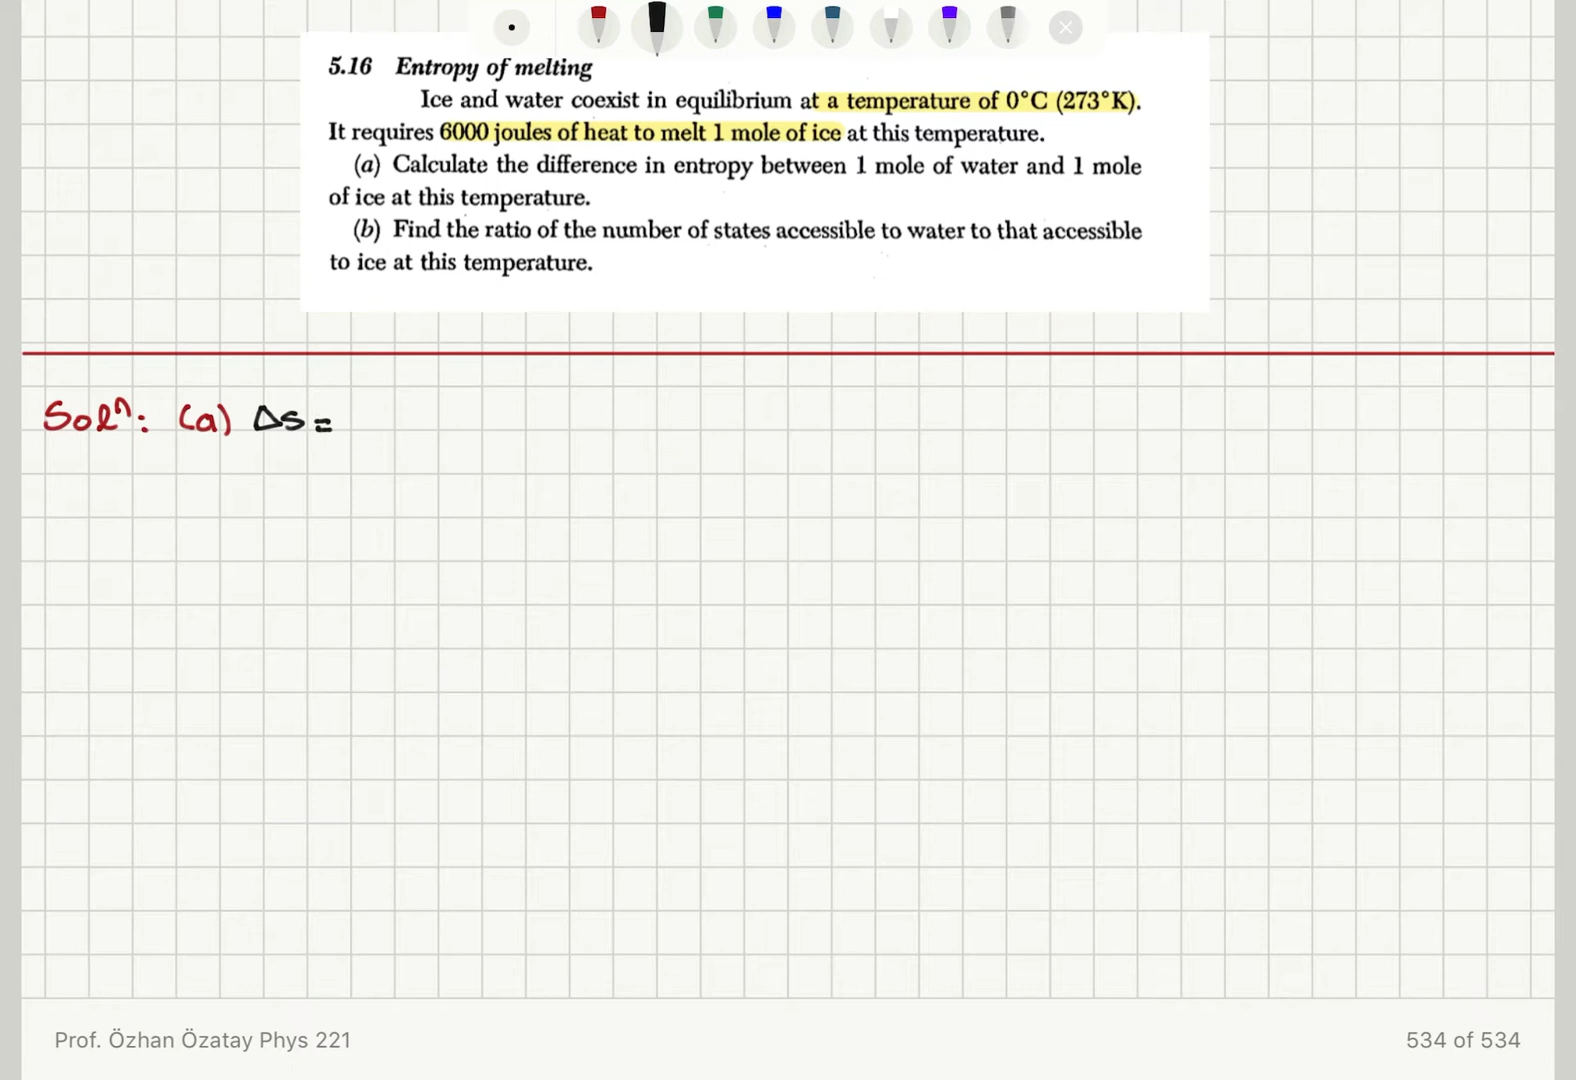 5.16 Entropy of melting
Ice and water coexist in equilibrium at a temperature of 0°C (273°K).
It requires 6000 joules of heat to melt 1 mole of ice at this temperature.
(a) Calculate the difference in entropy between 1 mole of water and 1 mole
of ice at this temperature.
(b) Find the ratio of the number of states accessible to water to that accessible
to ice at this temperature.
Solⁿ: (a) ΔS =
Prof. Özhan Özatay Phys 221
534 of 534